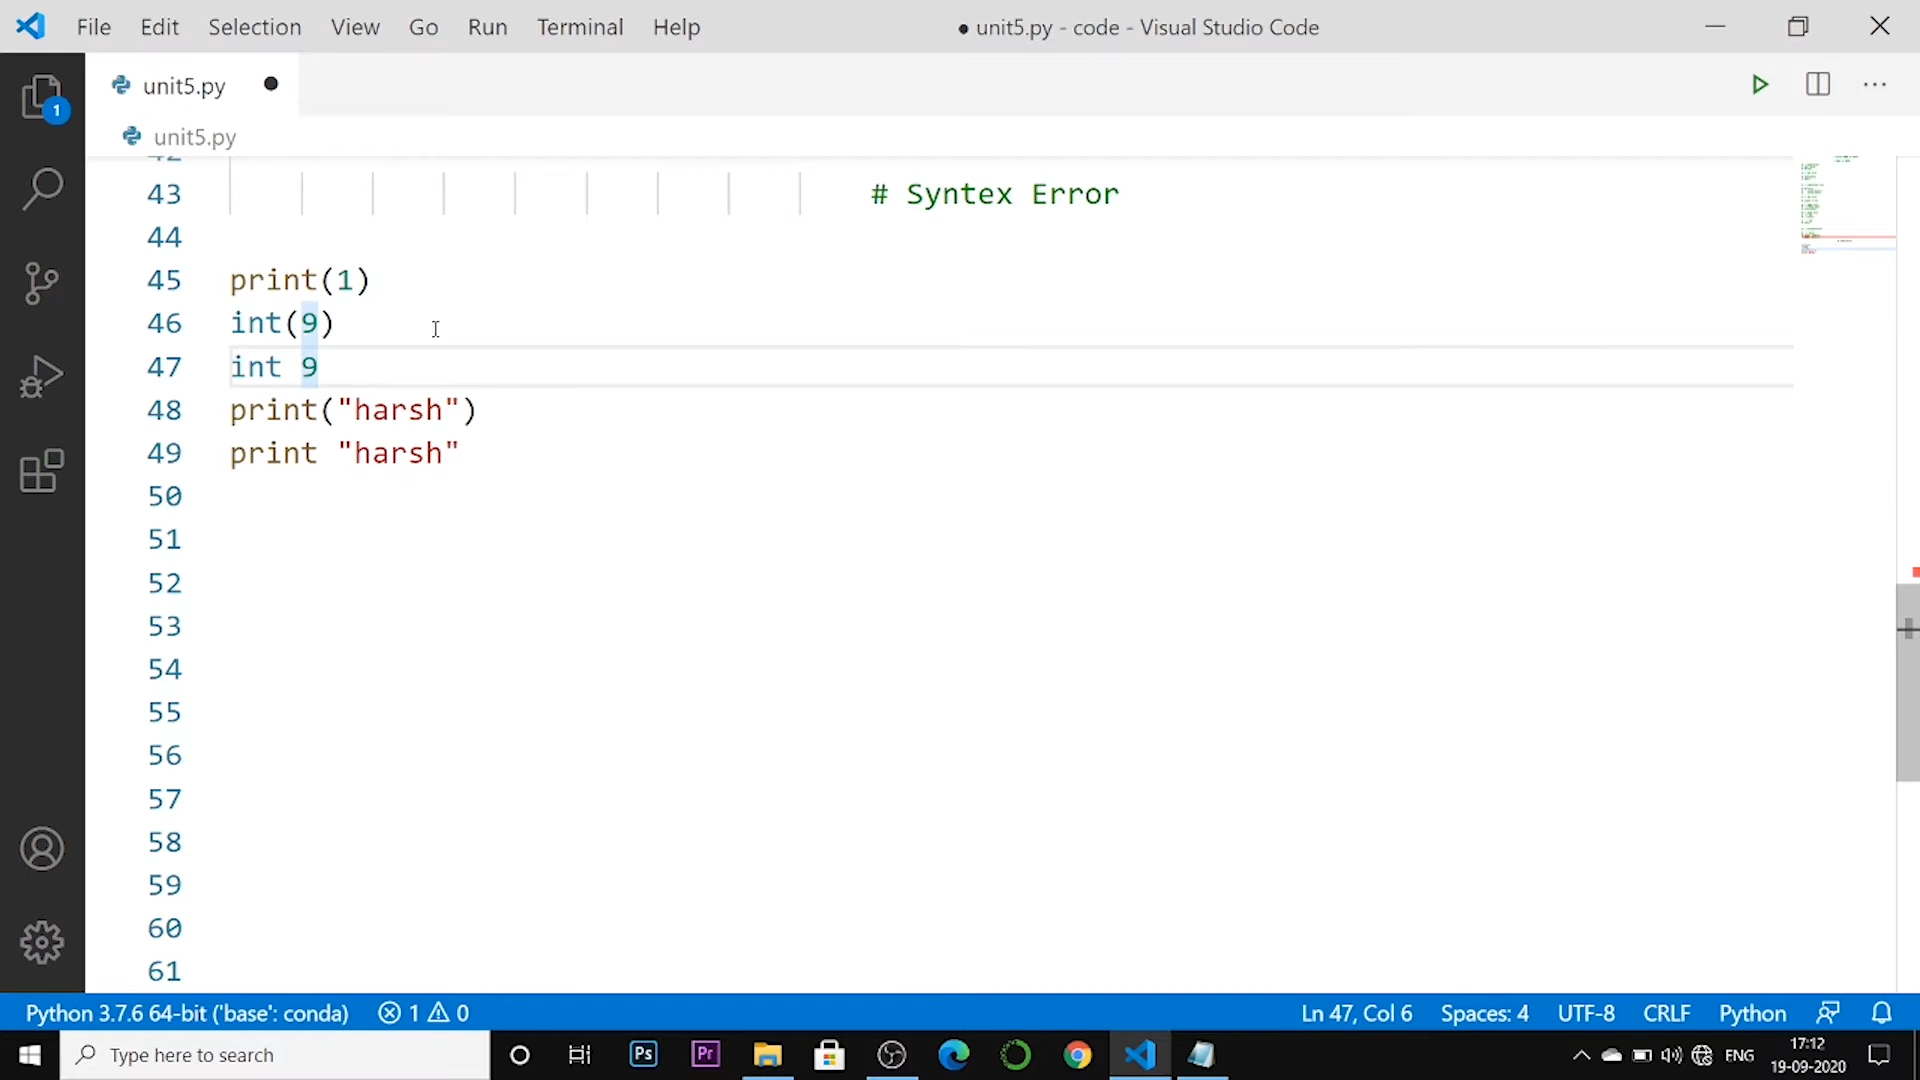 File Edit Selection View Go Run Terminal Help ● unit5.py - code - Visual Studio Code
1
unit5.py
unit5.py
43 # Syntex Error
44
45 print(1)
46 int(9)
47 int 9
48 print("harsh")
49 print "harsh"
50
51
52
53
54
55
56
57
58
59
60
61
Python 3.7.6 64-bit ('base': conda) 1 0 Ln 47, Col 6 Spaces: 4 UTF-8 CRLF Python
Type here to search Ps Pr ENG 17:12
19-09-2020